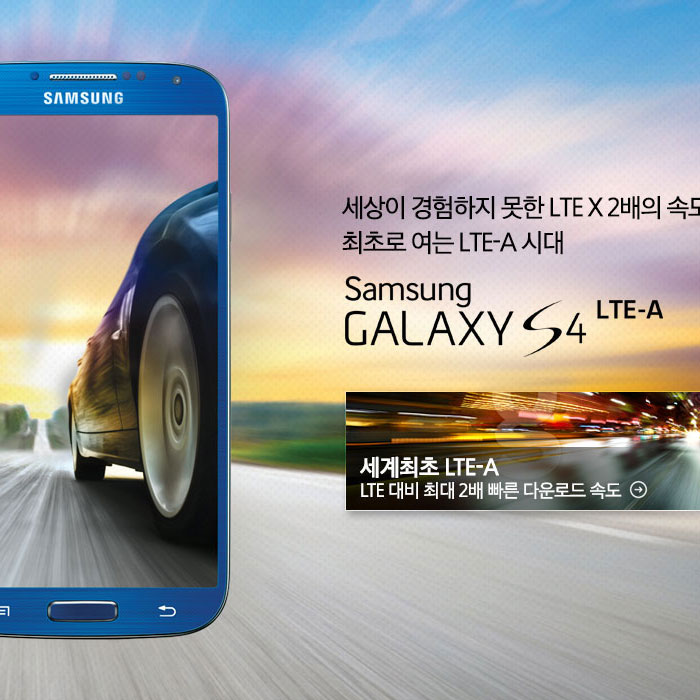 SAMSUNG
세상이 경험하지 못한 LTE X 2배의 속도
최초로 여는 LTE-A 시대
Samsung
GALAXY S4 LTE-A
세계최초 LTE-A
LTE 대비 최대 2배 빠른 다운로드 속도